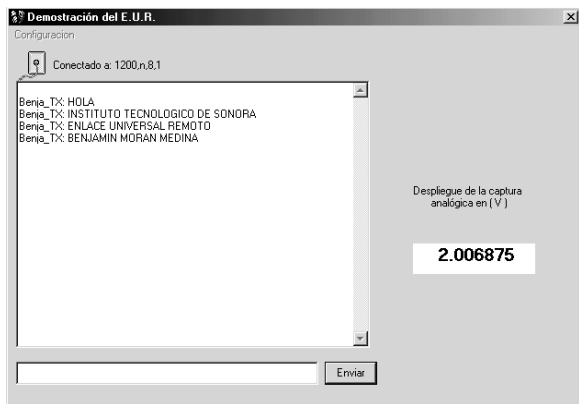 Demostración del E.U.R.
Configuracion
Conectado a: 1200,n,8,1
Benja_TX: HOLA
Benja_TX: INSTITUTO TECNOLOGICO DE SONORA
Benja_TX: ENLACE UNIVERSAL REMOTO
Benja_TX: BENJAMIN MORAN MEDINA
Despliegue de la captura
analógica en ( V )
2.006875
Enviar